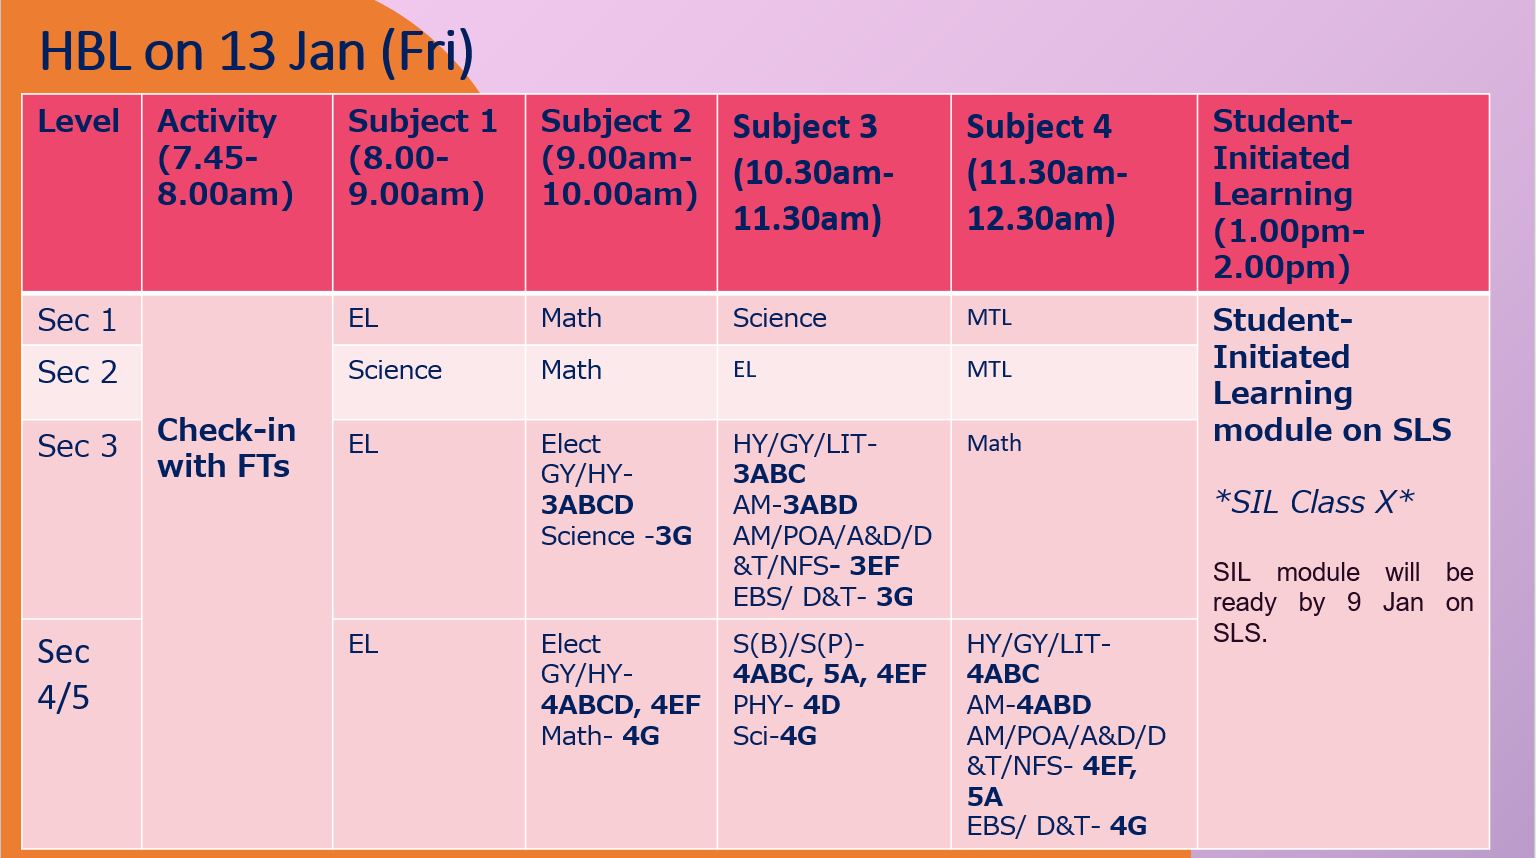 HBL on 13 Jan (Fri)
Level
Activity
(7.45-
8.00am)
Subject 1
(8.00-
9.00am)
Subject 2
(9.00am-
10.00am)
Subject 3
(10.30am-
11.30am)
Subject 4
(11.30am-
12.30am)
Student-
Initiated
Learning
(1.00pm-
2.00pm)
Sec 1
Check-in
with FTs
EL
Math
Science
MTL
Student-
Initiated
Learning
module on SLS
*SIL Class X*
SIL module will be
ready by 9 Jan on
SLS.
Sec 2
Science
Math
EL
MTL
Sec 3
EL
Elect
GY/HY-
3ABCD
Science -3G
HY/GY/LIT-
3ABC
AM-3ABD
AM/POA/A&D/D
&T/NFS- 3EF
EBS/ D&T- 3G
Math
Sec
4/5
EL
Elect
GY/HY-
4ABCD, 4EF
Math- 4G
S(B)/S(P)-
4ABC, 5A, 4EF
PHY- 4D
Sci-4G
HY/GY/LIT-
4ABC
AM-4ABD
AM/POA/A&D/D
&T/NFS- 4EF,
5A
EBS/ D&T- 4G